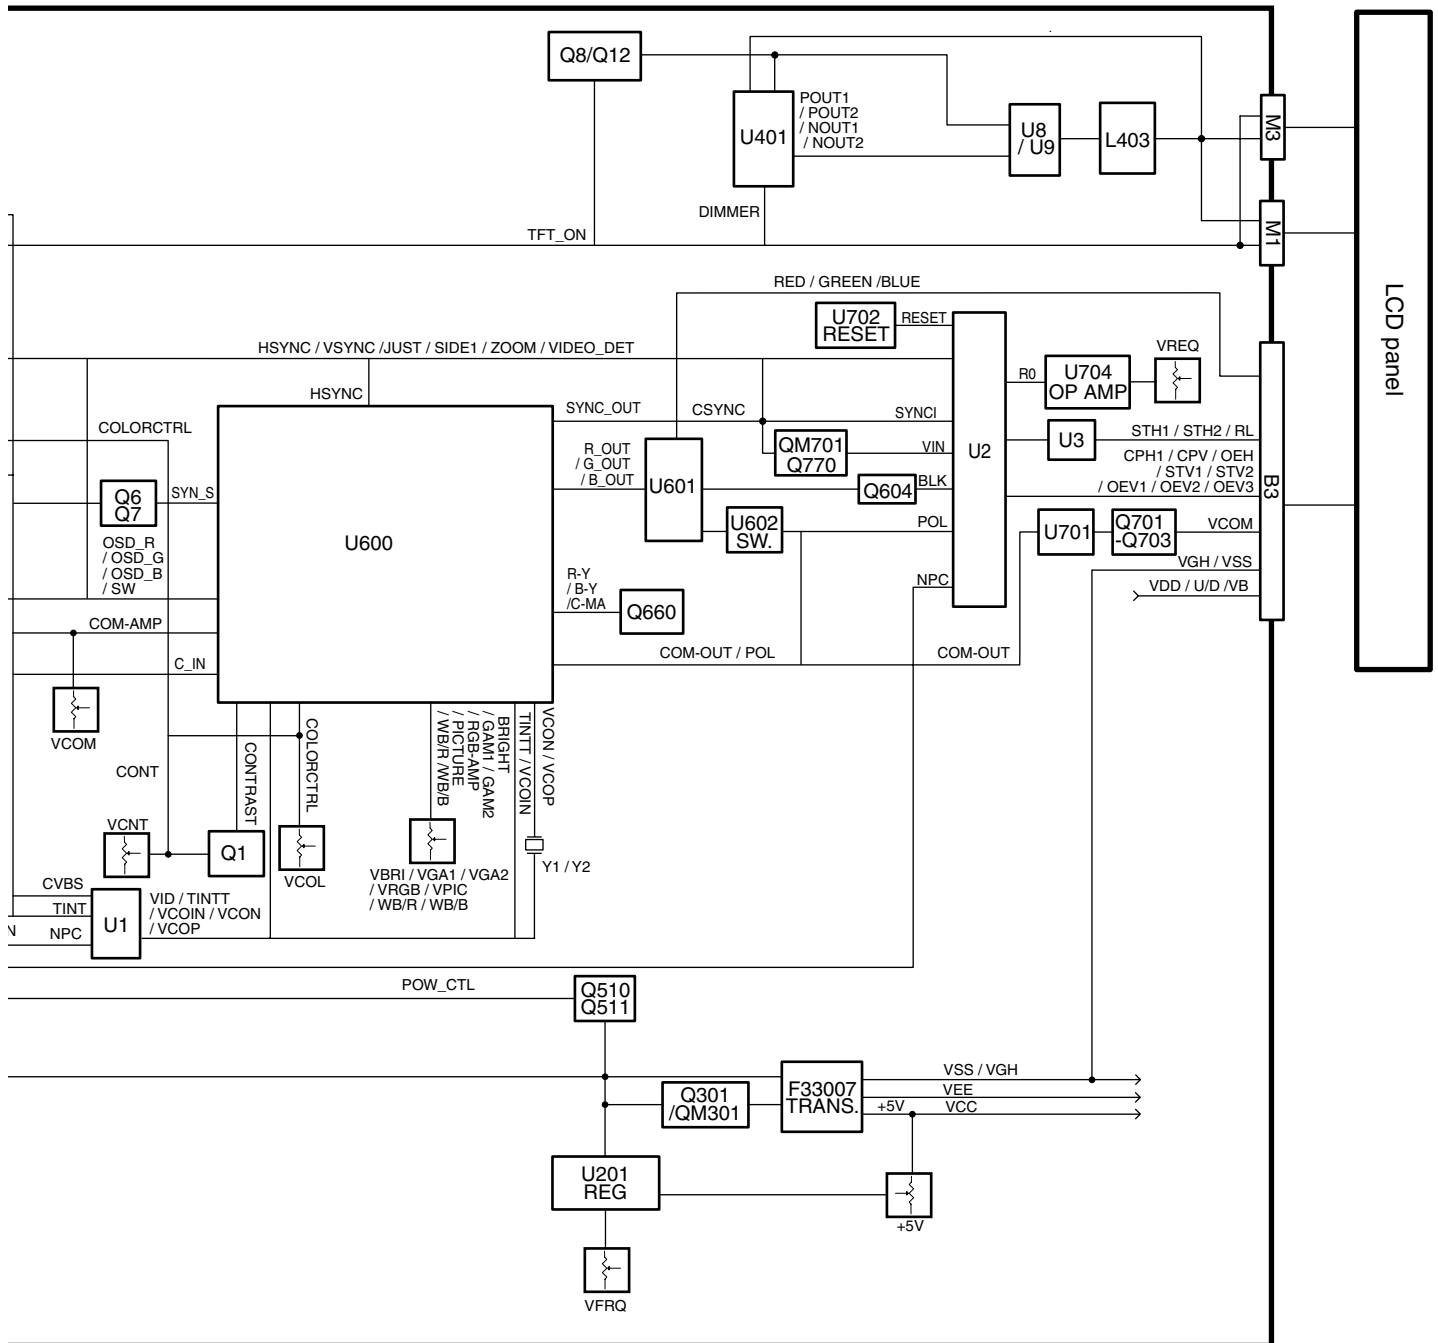 Q8/Q12
POUT1
/ POUT2
/ NOUT1
/ NOUT2
U401
U8
/ U9
L403
M3
DIMMER
TFT_ON
M1
LCD panel
RED / GREEN /BLUE
U702
RESET
RESET
HSYNC / VSYNC /JUST / SIDE1 / ZOOM / VIDEO_DET
HSYNC
VREQ
R0
U704
OP AMP
SYNC_OUT
CSYNC
SYNCI
COLORCTRL
STH1 / STH2 / RL
U3
R_OUT
/ G_OUT
/ B_OUT
QM701
Q770
VIN
U2
CPH1 / CPV / OEH
/ STV1 / STV2
/ OEV1 / OEV2 / OEV3
B3
U601
Q604
BLK
Q6
Q7
SYN_S
U602
SW.
POL
U701
Q701
-Q703
VCOM
OSD_R
/ OSD_G
/ OSD_B
/ SW
U600
VGH / VSS
R-Y
/ B-Y
/C-MA
Q660
NPC
VDD / U/D /VB
COM-AMP
COM-OUT / POL
COM-OUT
C_IN
VCOM
CONT
CONTRAST
COLORCTRL
BRIGHT
/ GAM1 / GAM2
/ RGB-AMP
/ PICTURE
/ WB/R /WB/B
TINTT / VCOIN
VCON / VCOP
VCNT
Q1
VCOL
Y1 / Y2
VBRI / VGA1 / VGA2
/ VRGB / VPIC
/ WB/R / WB/B
CVBS
TINT
N
NPC
U1
VID / TINTT
/ VCOIN / VCON
/ VCOP
POW_CTL
Q510
Q511
VSS / VGH
Q301
/QM301
F33007
TRANS.
VEE
+5V
VCC
U201
REG
+5V
VFRQ